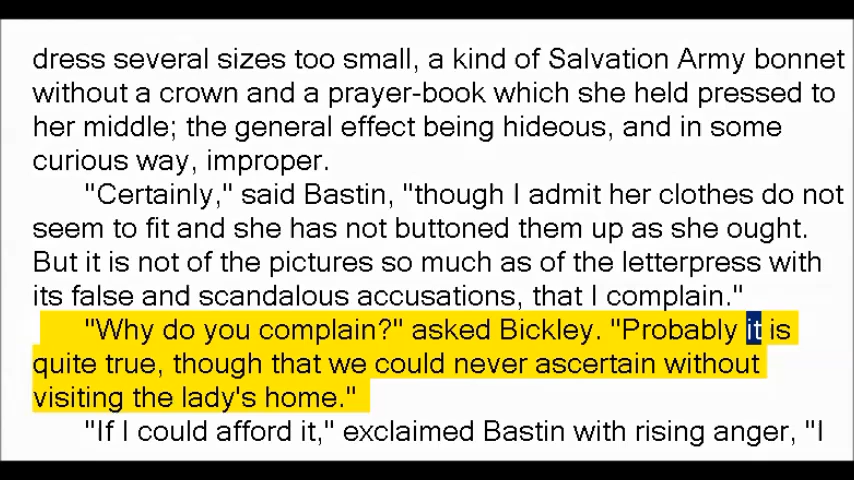 dress several sizes too small, a kind of Salvation Army bonnet
without a crown and a prayer-book which she held pressed to
her middle; the general effect being hideous, and in some
curious way, improper.
"Certainly," said Bastin, "though I admit her clothes do not
seem to fit and she has not buttoned them up as she ought.
But it is not of the pictures so much as of the letterpress with
its false and scandalous accusations, that I complain."
"Why do you complain?" asked Bickley. "Probably it is
quite true, though that we could never ascertain without
visiting the lady's home."
"If I could afford it," exclaimed Bastin with rising anger, "I